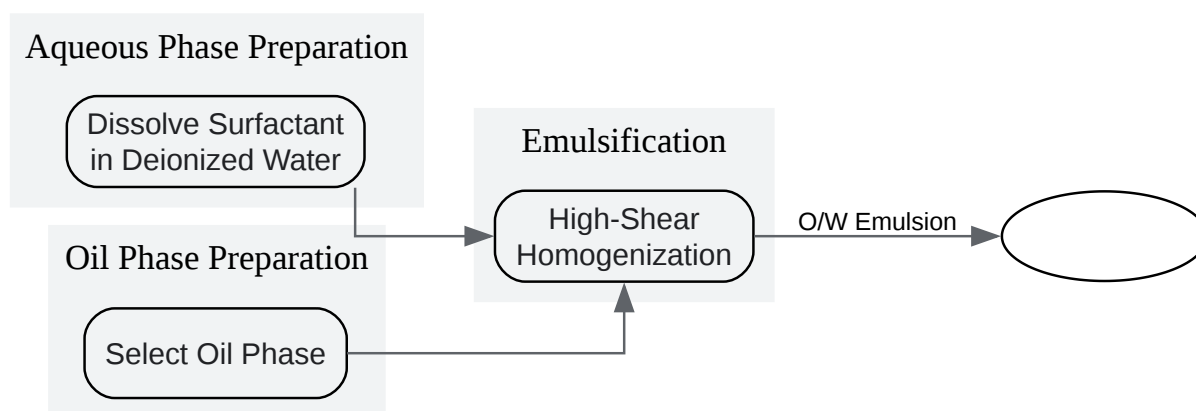 Aqueous Phase Preparation
Dissolve Surfactant
in Deionized Water
Oil Phase Preparation
Select Oil Phase
Emulsification
High-Shear
Homogenization
O/W Emulsion